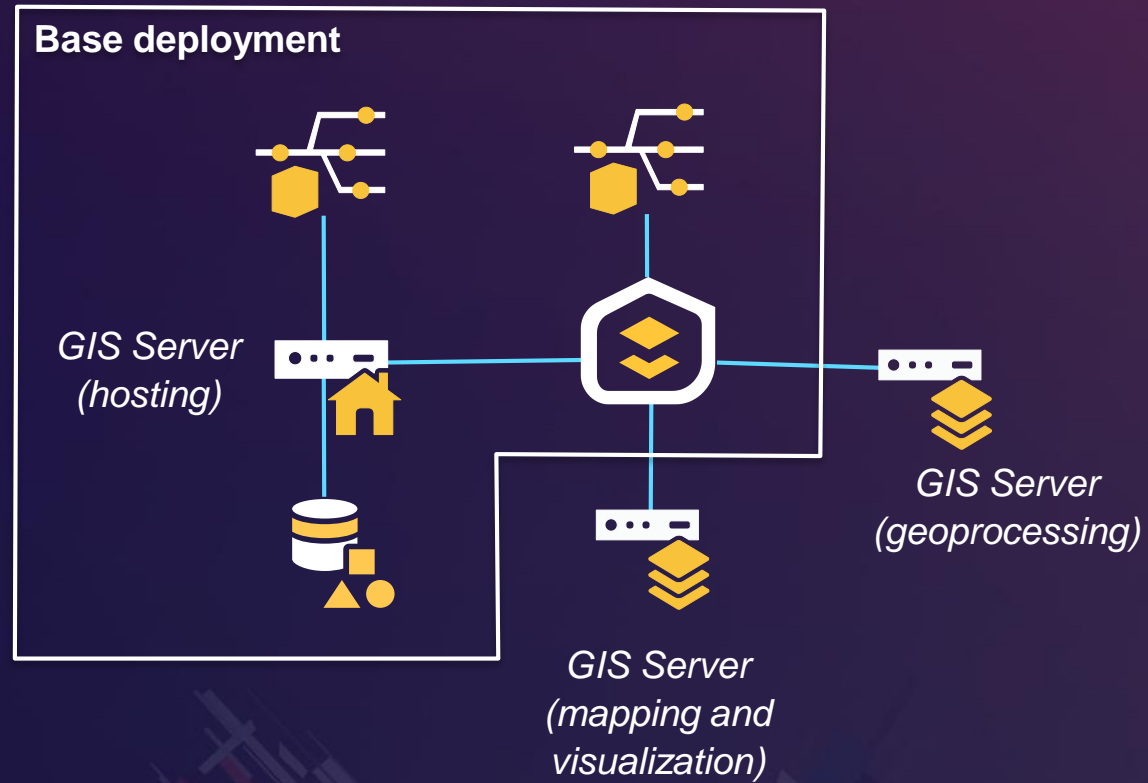 Base deployment
GIS Server
(hosting)
GIS Server
(geoprocessing)
GIS Server
(mapping and
visualization)